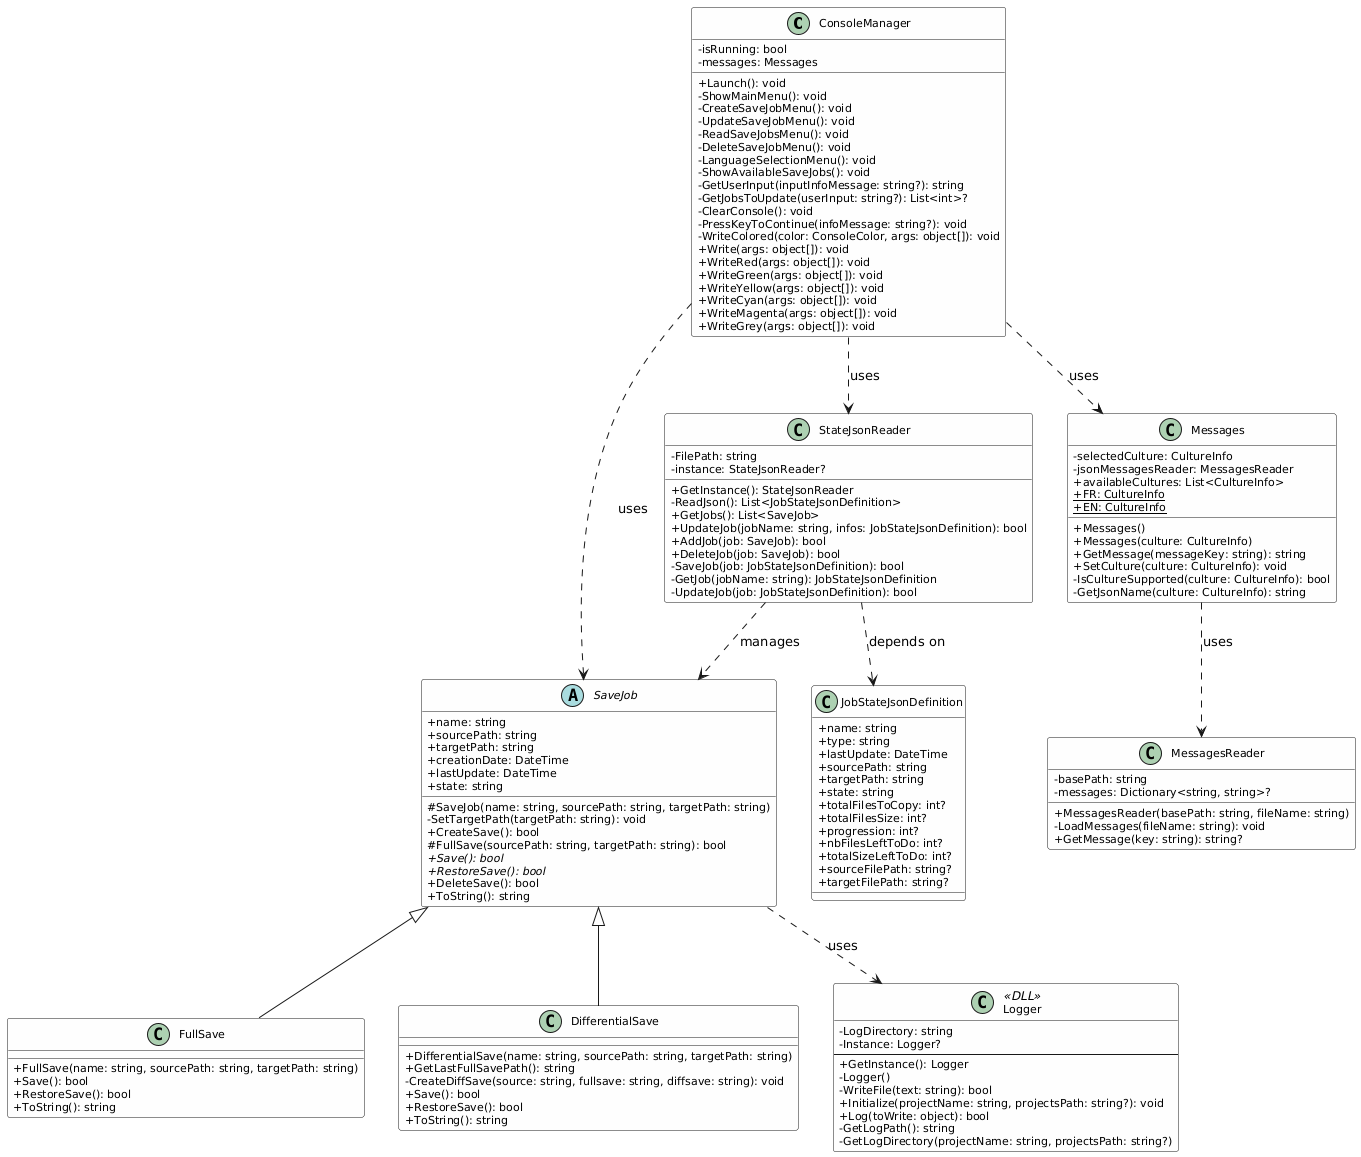 ConsoleManager
-isRunning: bool
-messages: Messages
+Launch(): void
-ShowMainMenu(): void
-CreateSaveJobMenu(): void
-UpdateSaveJobMenu(): void
-ReadSaveJobsMenu(): void
-DeleteSaveJobMenu(): void
-LanguageSelectionMenu(): void
-ShowAvailableSaveJobs(): void
-GetUserInput(inputInfoMessage: string?): string
-GetJobsToUpdate(userInput: string?): List<int>?
-ClearConsole(): void
-PressKeyToContinue(infoMessage: string?): void
-WriteColored(color: ConsoleColor, args: object[]): void
+Write(args: object[]): void
+WriteRed(args: object[]): void
+WriteGreen(args: object[]): void
+WriteYellow(args: object[]): void
+WriteCyan(args: object[]): void
+WriteMagenta(args: object[]): void
+WriteGrey(args: object[]): void
uses
uses
uses
StateJsonReader
-FilePath: string
-instance: StateJsonReader?
+GetInstance(): StateJsonReader
-ReadJson(): List<JobStateJsonDefinition>
+GetJobs(): List<SaveJob>
+UpdateJob(jobName: string, infos: JobStateJsonDefinition): bool
+AddJob(job: SaveJob): bool
+DeleteJob(job: SaveJob): bool
-SaveJob(job: JobStateJsonDefinition): bool
-GetJob(jobName: string): JobStateJsonDefinition
-UpdateJob(job: JobStateJsonDefinition): bool
Messages
-selectedCulture: CultureInfo
-jsonMessagesReader: MessagesReader
+availableCultures: List<CultureInfo>
+FR: CultureInfo
+EN: CultureInfo
+Messages()
+Messages(culture: CultureInfo)
+GetMessage(messageKey: string): string
+SetCulture(culture: CultureInfo): void
-IsCultureSupported(culture: CultureInfo): bool
-GetJsonName(culture: CultureInfo): string
manages
depends on
uses
SaveJob
+name: string
+sourcePath: string
+targetPath: string
+creationDate: DateTime
+lastUpdate: DateTime
+state: string
#SaveJob(name: string, sourcePath: string, targetPath: string)
-SetTargetPath(targetPath: string): void
+CreateSave(): bool
#FullSave(sourcePath: string, targetPath: string): bool
+Save(): bool
+RestoreSave(): bool
+DeleteSave(): bool
+ToString(): string
JobStateJsonDefinition
+name: string
+type: string
+lastUpdate: DateTime
+sourcePath: string
+targetPath: string
+state: string
+totalFilesToCopy: int?
+totalFilesSize: int?
+progression: int?
+nbFilesLeftToDo: int?
+totalSizeLeftToDo: int?
+sourceFilePath: string?
+targetFilePath: string?
MessagesReader
-basePath: string
-messages: Dictionary<string, string>?
+MessagesReader(basePath: string, fileName: string)
-LoadMessages(fileName: string): void
+GetMessage(key: string): string?
uses
FullSave
+FullSave(name: string, sourcePath: string, targetPath: string)
+Save(): bool
+RestoreSave(): bool
+ToString(): string
DifferentialSave
+DifferentialSave(name: string, sourcePath: string, targetPath: string)
+GetLastFullSavePath(): string
-CreateDiffSave(source: string, fullsave: string, diffsave: string): void
+Save(): bool
+RestoreSave(): bool
+ToString(): string
«DLL»
Logger
-LogDirectory: string
-Instance: Logger?
+GetInstance(): Logger
-Logger()
-WriteFile(text: string): bool
+Initialize(projectName: string, projectsPath: string?): void
+Log(toWrite: object): bool
-GetLogPath(): string
-GetLogDirectory(projectName: string, projectsPath: string?)